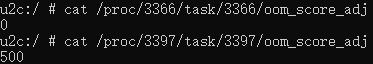 u2c:/ # cat /proc/3366/task/3366/oom_score_adj
0
u2c:/ # cat /proc/3397/task/3397/oom_score_adj
500